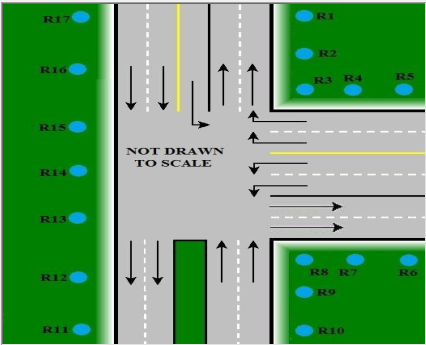 R17
R1
R2
R16
R3 R4 R5
R15
NOT DRAWN
TO SCALE
R14
R13
R12
R8 R7 R6
R9
R11
R10